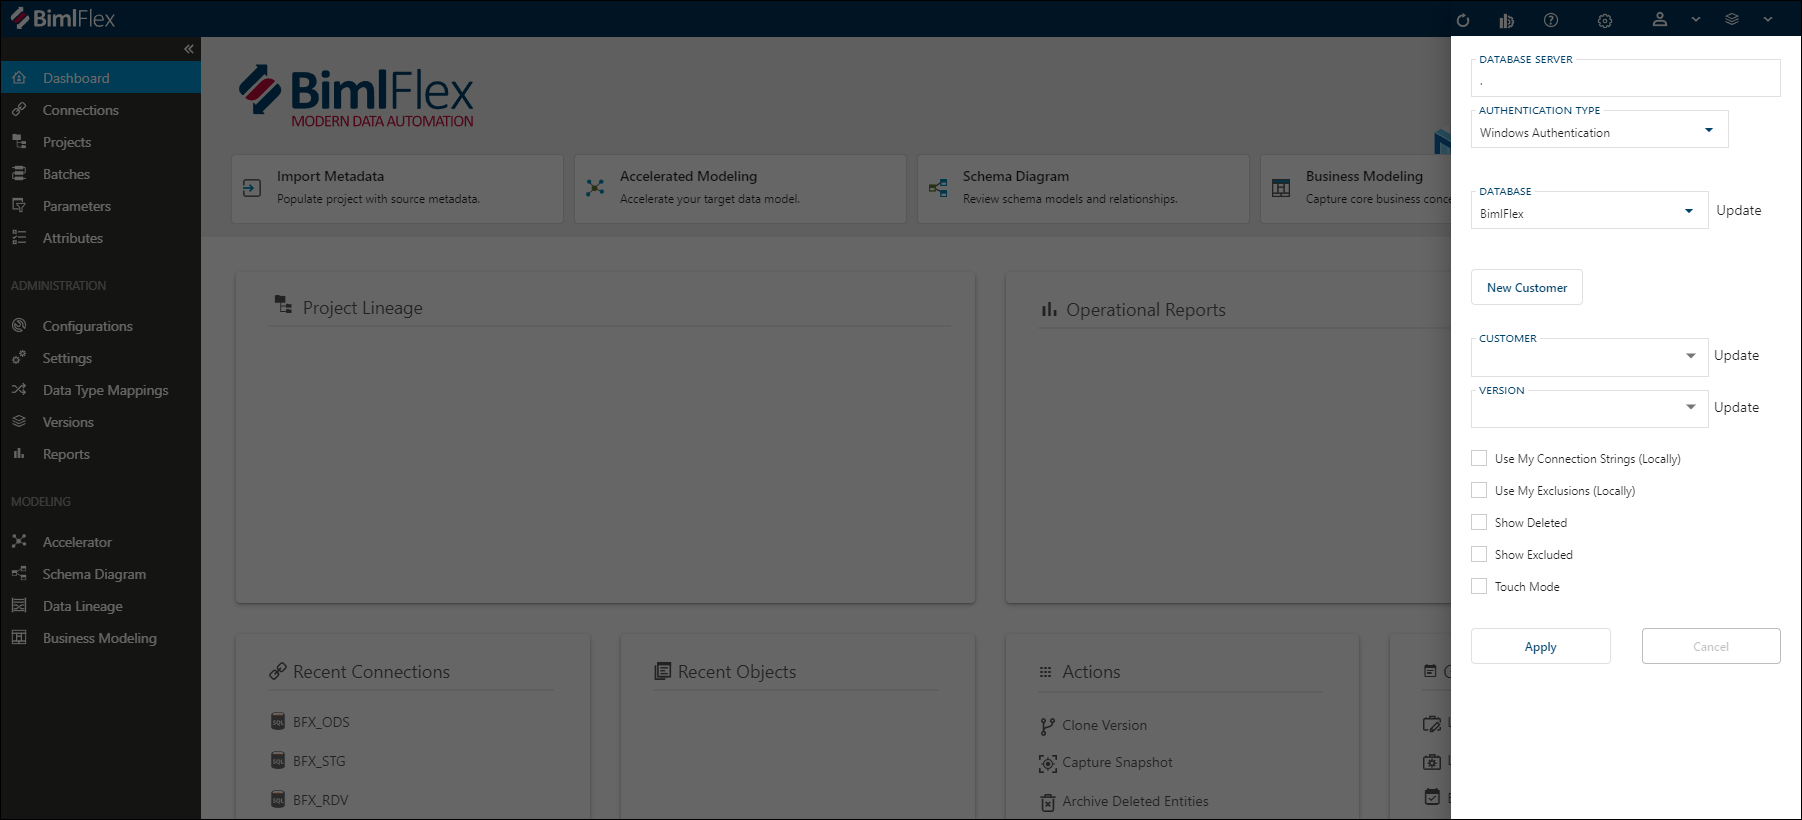 BimlFlex
Dashboard
Connections
Projects
Batches
Parameters
Attributes
ADMINISTRATION
Configurations
Settings
Data Type Mappings
Versions
Reports
MODELING
Accelerator
Schema Diagram
Data Lineage
Business Modeling
BimlFlex
MODERN DATA AUTOMATION
Import Metadata
Populate project with source metadata.
Accelerated Modeling
Accelerate your target data model.
Schema Diagram
Review schema models and relationships.
Business Modeling
Capture core business conce
Project Lineage
Operational Reports
Recent Connections
BFX_ODS
BFX_STG
BFX_RDV
Recent Objects
Actions
Clone Version
Capture Snapshot
Archive Deleted Entities
DATABASE SERVER
.
AUTHENTICATION TYPE
Windows Authentication
DATABASE
BimlFlex
Update
New Customer
CUSTOMER
Update
VERSION
Update
Use My Connection Strings (Locally)
Use My Exclusions (Locally)
Show Deleted
Show Excluded
Touch Mode
Apply
Cancel